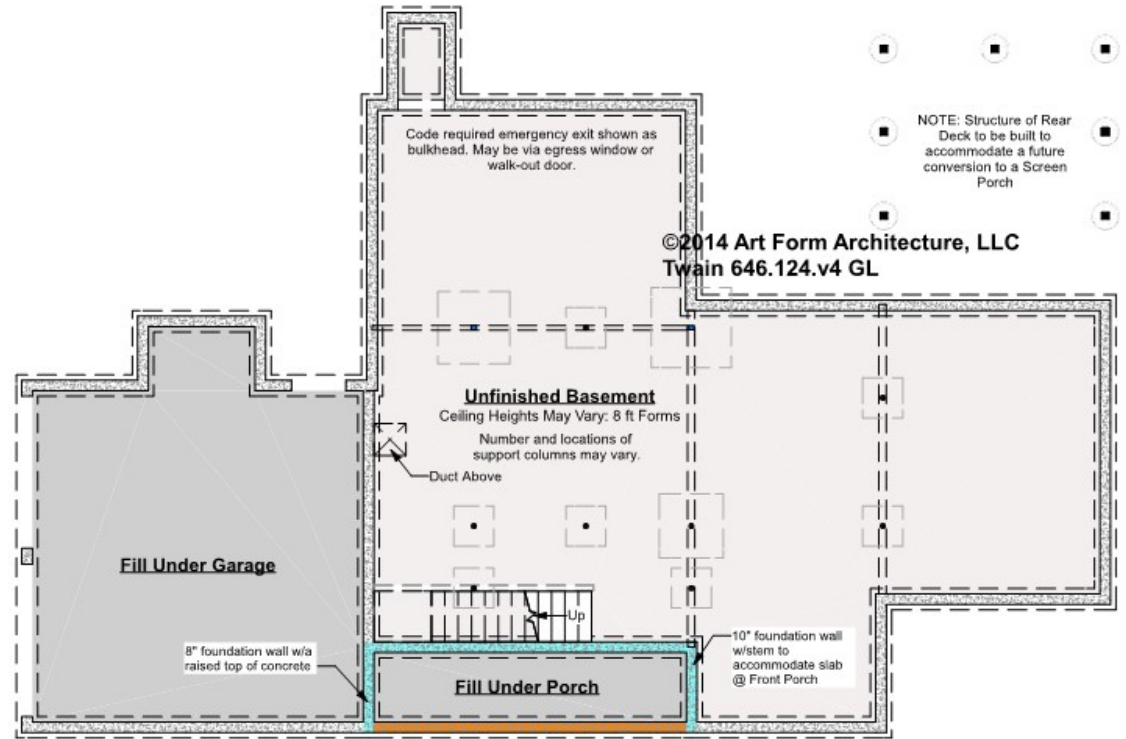 Code required emergency exit shown as
bulkhead. May be via egress window or
walk-out door.
NOTE: Structure of Rear
Deck to be built to
accommodate a future
conversion to a Screen
Porch
©2014 Art Form Architecture, LLC
Twain 646.124.v4 GL
Unfinished Basement
Ceiling Heights May Vary: 8 ft Forms
Number and locations of
support columns may vary.
Duct Above
Fill Under Garage
Up
8" foundation wall w/a
raised top of concrete
10" foundation wall
w/stem to
accommodate slab
@ Front Porch
Fill Under Porch